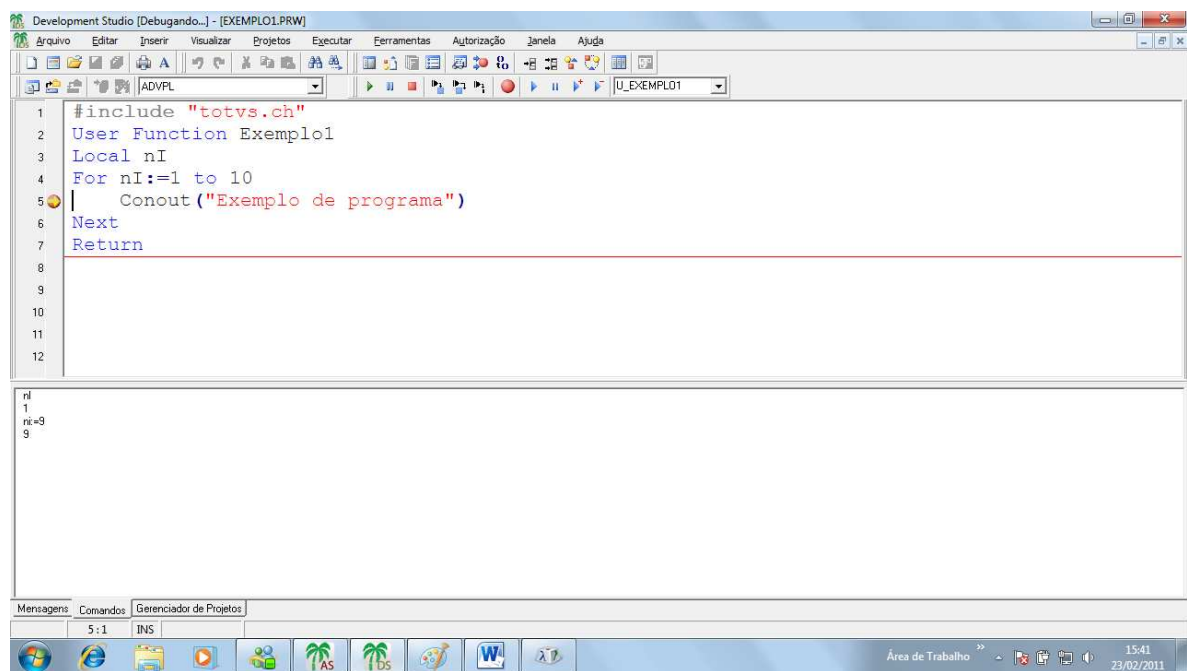 Development Studio [Debugando...] - [EXEMPLO1.PRW]
Arquivo Editar Inserir Visualizar Projetos Executar Ferramentas Autorização Janela Ajuda
ADVPL U_EXEMPLO1
1 #include "totvs.ch"
2 User Function Exemplo1
3 Local nI
4 For nI:=1 to 10
5 Conout("Exemplo de programa")
6 Next
7 Return
8
9
10
11
12
nI
1
ni:=9
9
Mensagens Comandos Gerenciador de Projetos
5:1 INS
AS DS W Área de Trabalho 15:41
23/02/2011